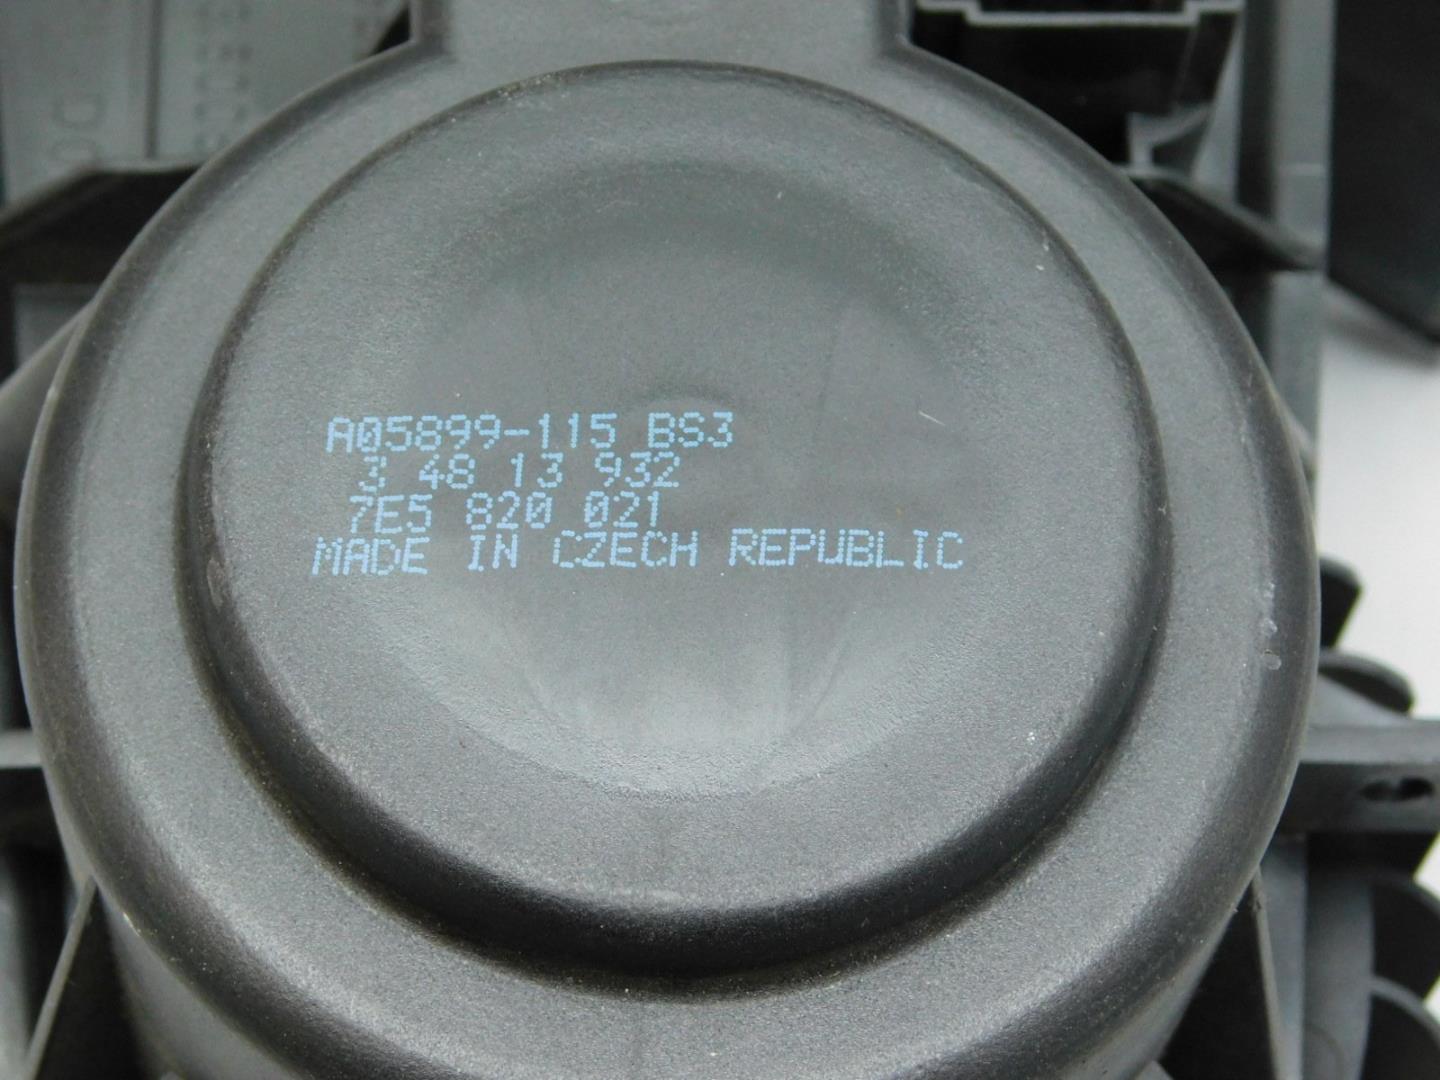 A05899-115 BS3
3 48 13 932
7E5 820 021
MADE IN CZECH REPUBLIC